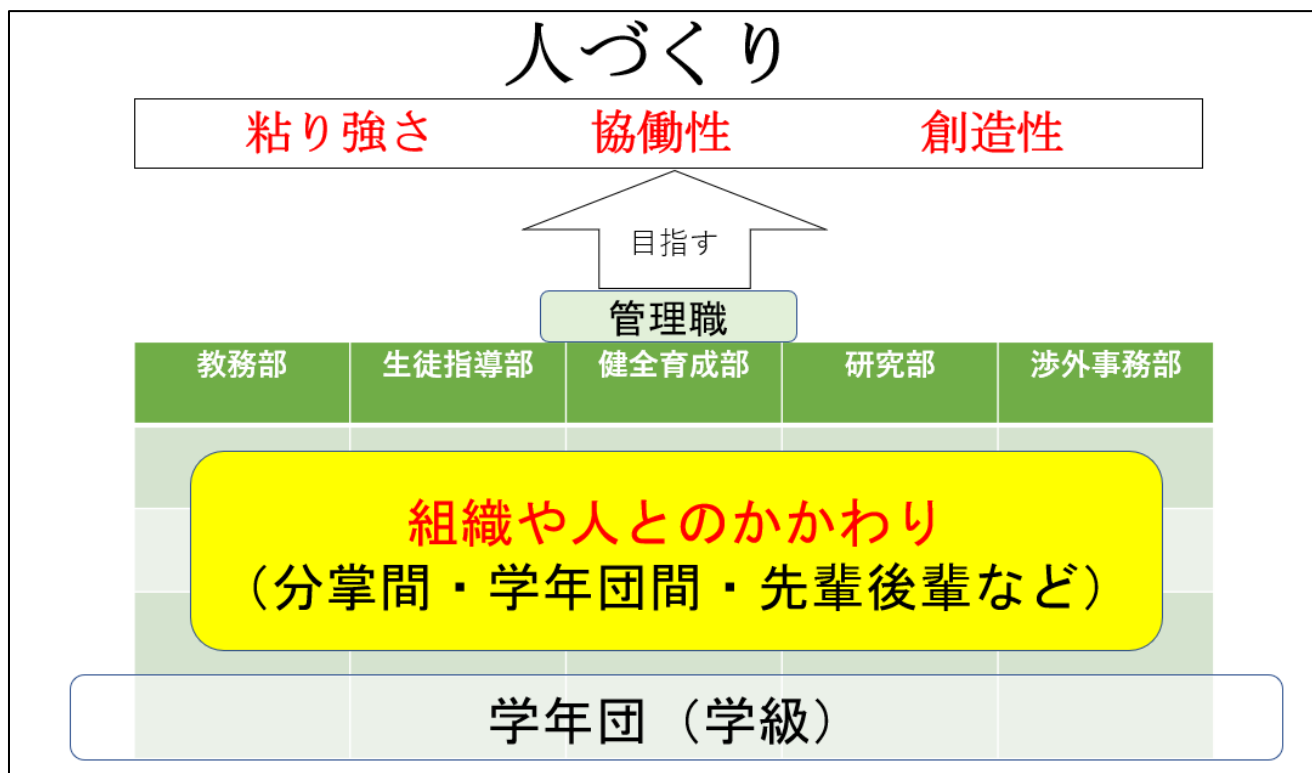 人づくり
粘り強さ 協働性 創造性
目指す
管理職
教務部 生徒指導部 健全育成部 研究部 渉外事務部
組織や人とのかかわり
（分掌間・学年団間・先輩後輩など）
学年団（学級）